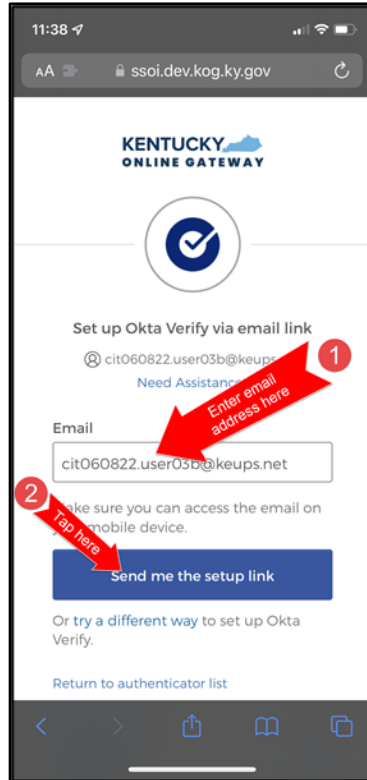 11:38
AA ssoi.dev.kog.ky.gov
KENTUCKY
ONLINE GATEWAY
Set up Okta Verify via email link
cit060822.user03b@keups
1
Need Assistance
Enter email
address here
Email
cit060822.user03b@keups.net
2
Make sure you can access the email on
mobile device.
Tap here
Send me the setup link
Or try a different way to set up Okta
Verify.
Return to authenticator list